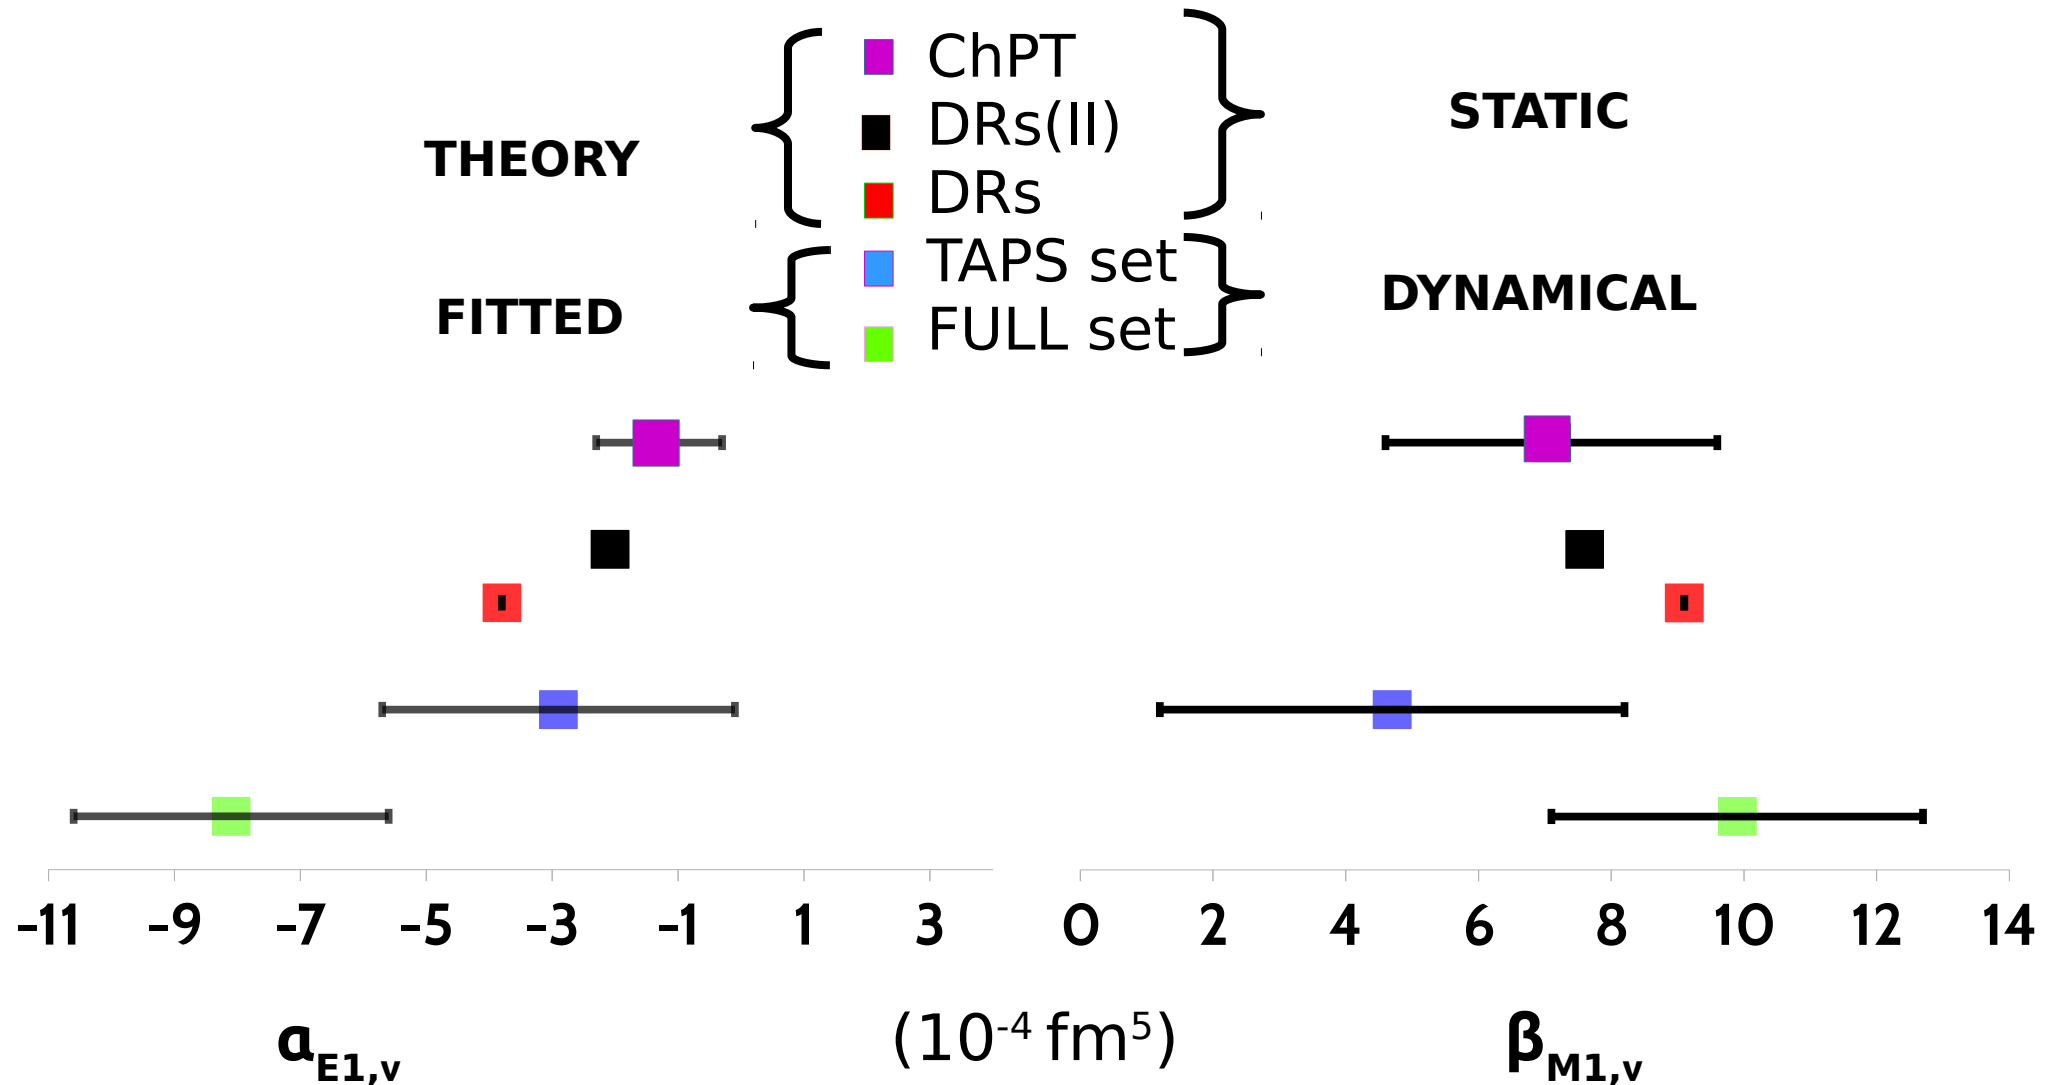 ChPT
DRs(II)
DRs
TAPS set
FULL set
THEORY
FITTED
STATIC
DYNAMICAL
–11 –9 –7 –5 –3 –1 1 3
0 2 4 6 8 10 12 14
αE1,ν (10-4 fm5) βM1,ν